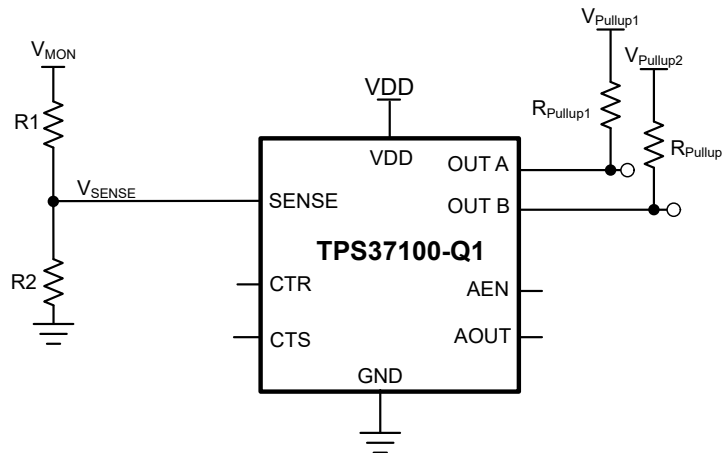 VPullup1
VMON
VPullup2
VDD
R1
RPullup1
RPullup
VDD
OUT A
VSENSE
SENSE
OUT B
TPS37100-Q1
R2
CTR
AEN
CTS
AOUT
GND